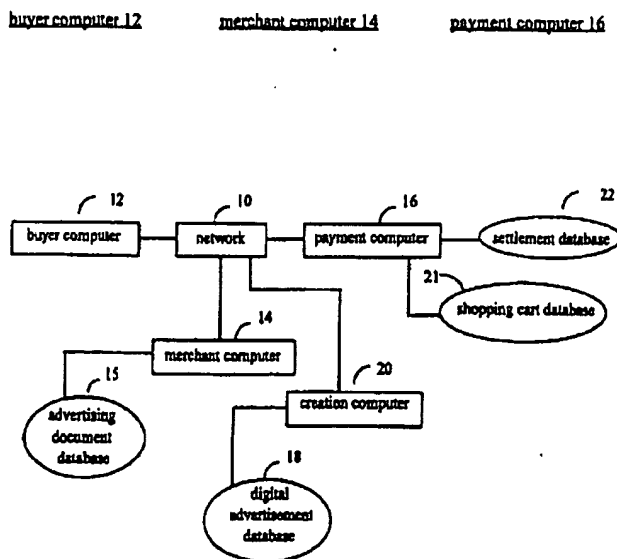 buyer computer 12 merchant computer 14 payment computer 16
12 10 16 22
buyer computer network payment computer settlement database
21
shopping cart database
14
merchant computer
15 20
creation computer
advertising
document
database
18
digital
advertisement
database